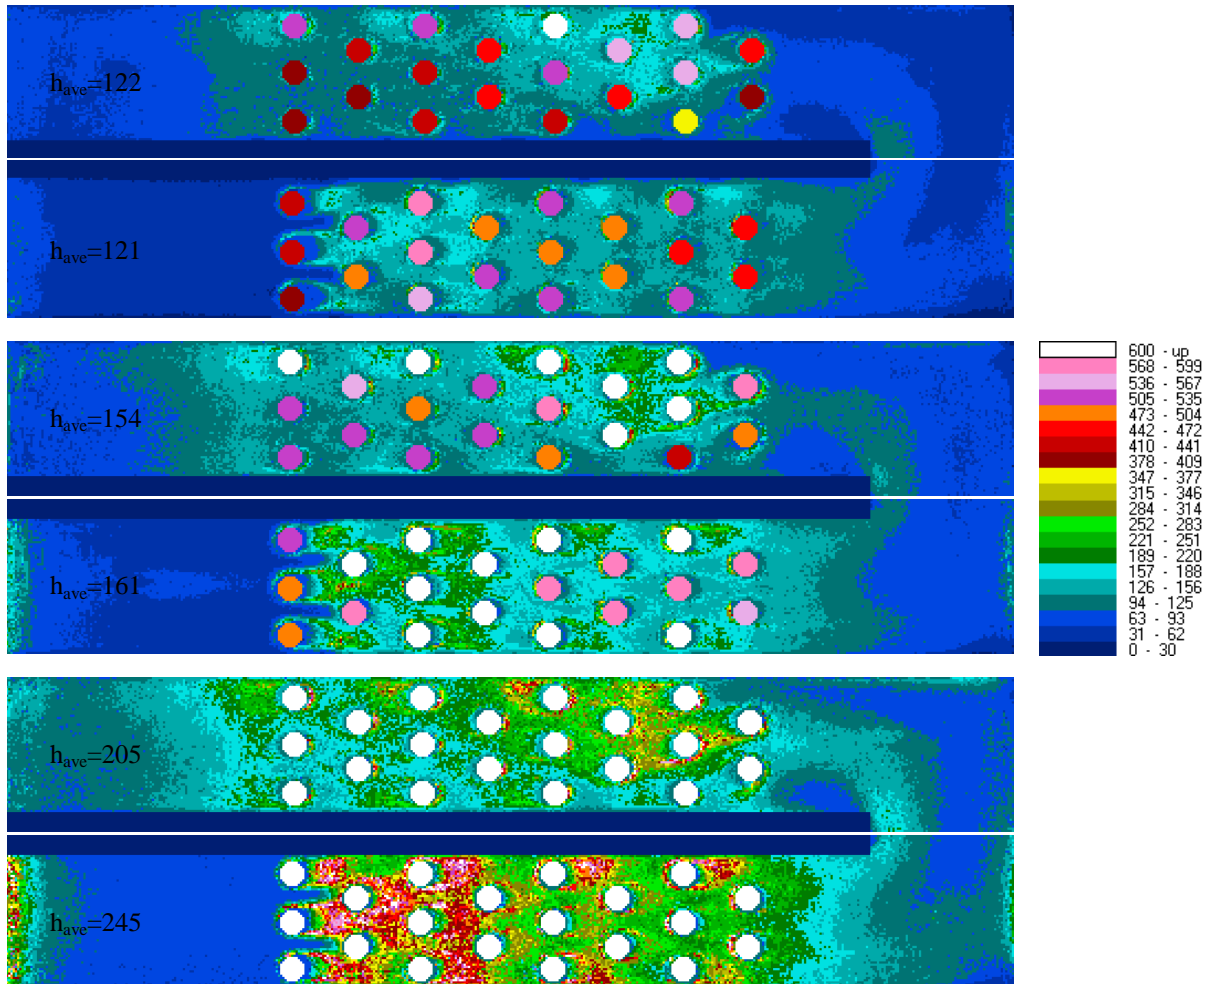 h_ave=122
h_ave=121
h_ave=154
h_ave=161
h_ave=205
h_ave=245
600 - up
568 - 599
536 - 567
505 - 535
473 - 504
442 - 472
410 - 441
378 - 409
347 - 377
315 - 346
284 - 314
252 - 283
221 - 251
189 - 220
157 - 188
126 - 156
94 - 125
63 - 93
31 - 62
0 - 30